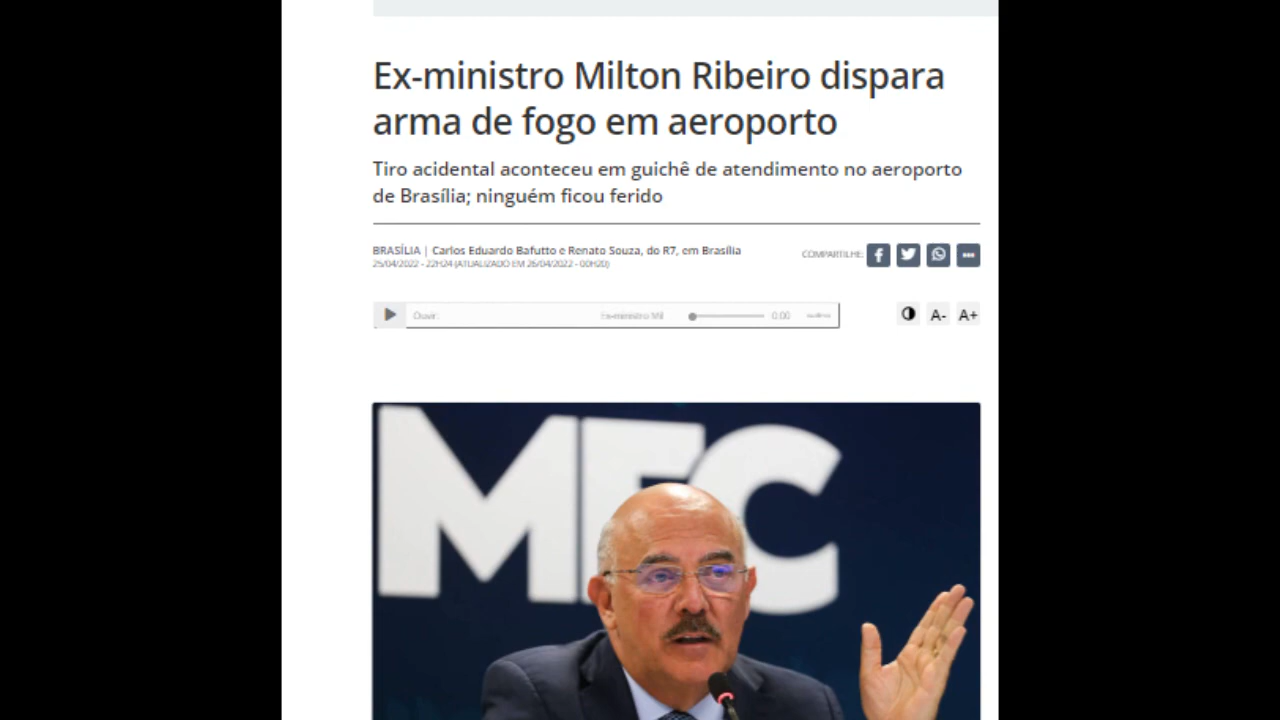 Ex-ministro Milton Ribeiro dispara
arma de fogo em aeroporto
Tiro acidental aconteceu em guichê de atendimento no aeroporto
de Brasília; ninguém ficou ferido
BRASÍLIA | Carlos Eduardo Bafutto e Renato Souza, do R7, em Brasília
COMPARTILHE:
25/04/2022 - 22H24 (ATUALIZADO EM 26/04/2022 - 00H20)
Ouvir: Ex-ministro Mil 0:00
A- A+
MEC